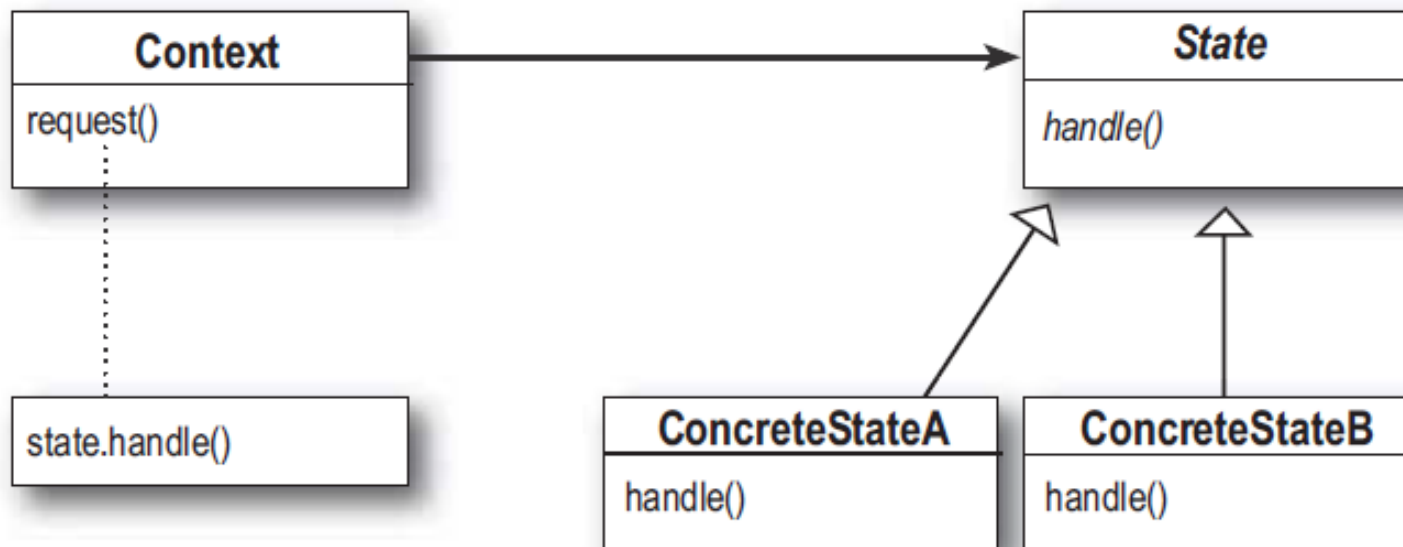 Context
request()
State
handle()
state.handle()
ConcreteStateA
handle()
ConcreteStateB
handle()